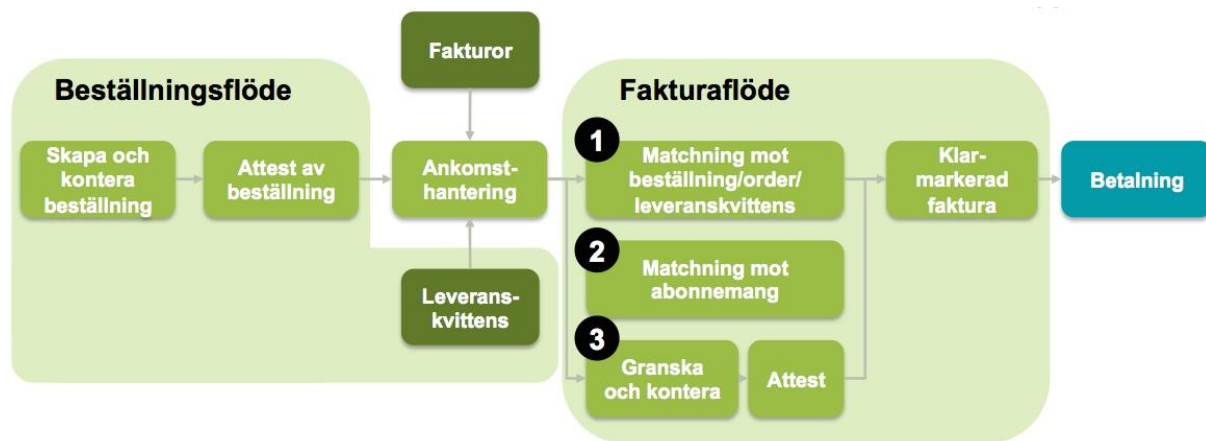 Fakturor
Beställningsflöde
Fakturaflöde
Skapa och
kontera
beställning
Attest av
beställning
Ankomst-
hantering
1
Matchning mot
beställning/order/
leveranskvittens
Klar-
markerad
faktura
Betalning
2
Matchning mot
abonnemang
Leverans-
kvittens
3
Granska
och kontera
Attest